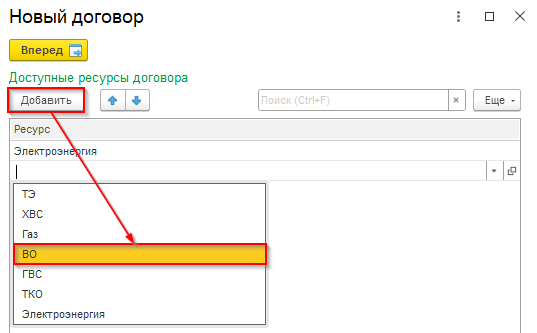 Новый договор
Вперед
Доступные ресурсы договора
Добавить
Поиск (Ctrl+F)
×
Еще
Ресурс
Электроэнергия
ТЭ
ХВС
Газ
ВО
ГВС
ТКО
Электроэнергия